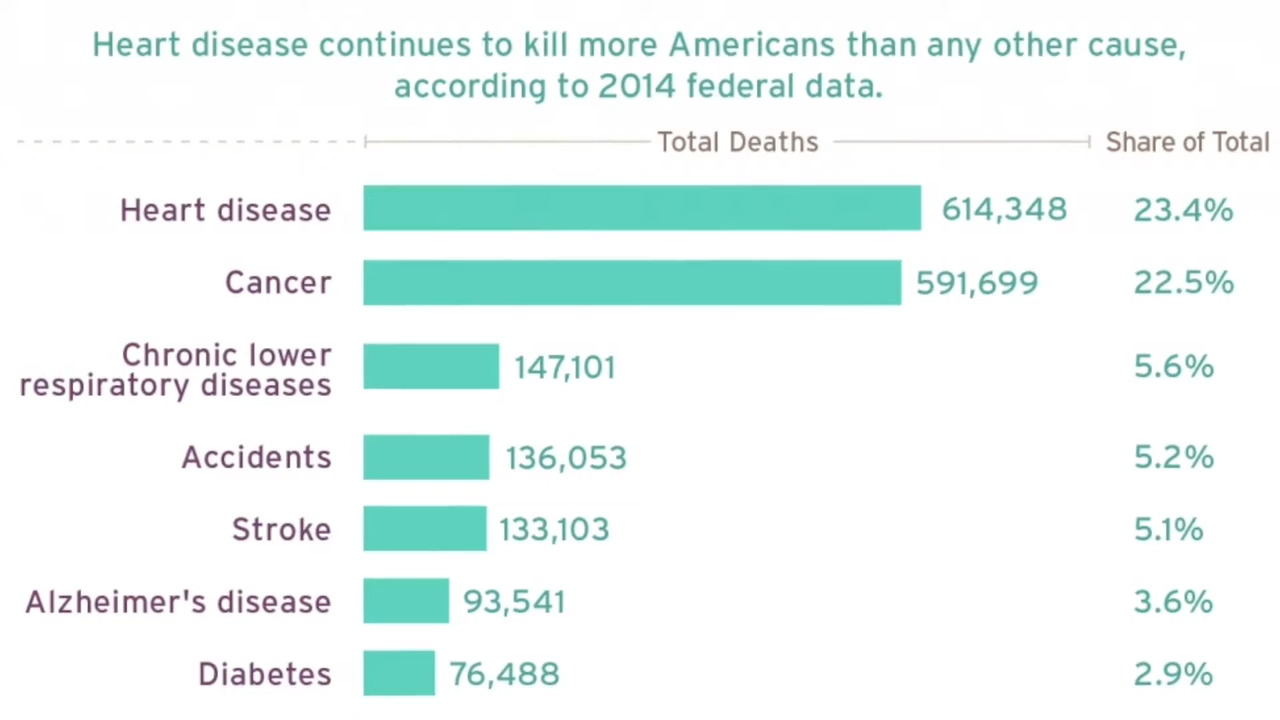 Heart disease continues to kill more Americans than any other cause,
according to 2014 federal data.
Total Deaths Share of Total
Heart disease 614,348 23.4%
Cancer 591,699 22.5%
Chronic lower
respiratory diseases 147,101 5.6%
Accidents 136,053 5.2%
Stroke 133,103 5.1%
Alzheimer's disease 93,541 3.6%
Diabetes 76,488 2.9%